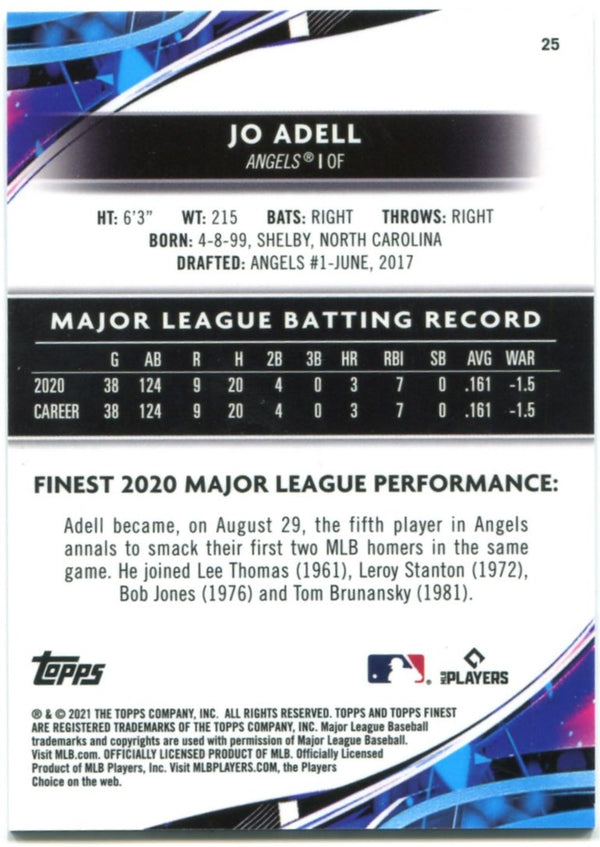 25
JO ADELL
ANGELS® | OF
HT: 6'3" WT: 215 BATS: RIGHT THROWS: RIGHT
BORN: 4-8-99, SHELBY, NORTH CAROLINA
DRAFTED: ANGELS #1-JUNE, 2017
MAJOR LEAGUE BATTING RECORD
G AB R H 2B 3B HR RBI SB AVG WAR
2020 38 124 9 20 4 0 3 7 0 .161 -1.5
CAREER 38 124 9 20 4 0 3 7 0 .161 -1.5
FINEST 2020 MAJOR LEAGUE PERFORMANCE:
Adell became, on August 29, the fifth player in Angels
annals to smack their first two MLB homers in the same
game. He joined Lee Thomas (1961), Leroy Stanton (1972),
Bob Jones (1976) and Tom Brunansky (1981).
TOPPS
MLB PLAYERS
® & © 2021 THE TOPPS COMPANY, INC. ALL RIGHTS RESERVED. TOPPS AND TOPPS FINEST
ARE REGISTERED TRADEMARKS OF THE TOPPS COMPANY, INC. Major League Baseball
trademarks and copyrights are used with permission of Major League Baseball.
Visit MLB.com. OFFICIALLY LICENSED PRODUCT OF MLB. Officially Licensed
Product of MLB Players, Inc. Visit MLBPLAYERS.COM, the Players
Choice on the web.